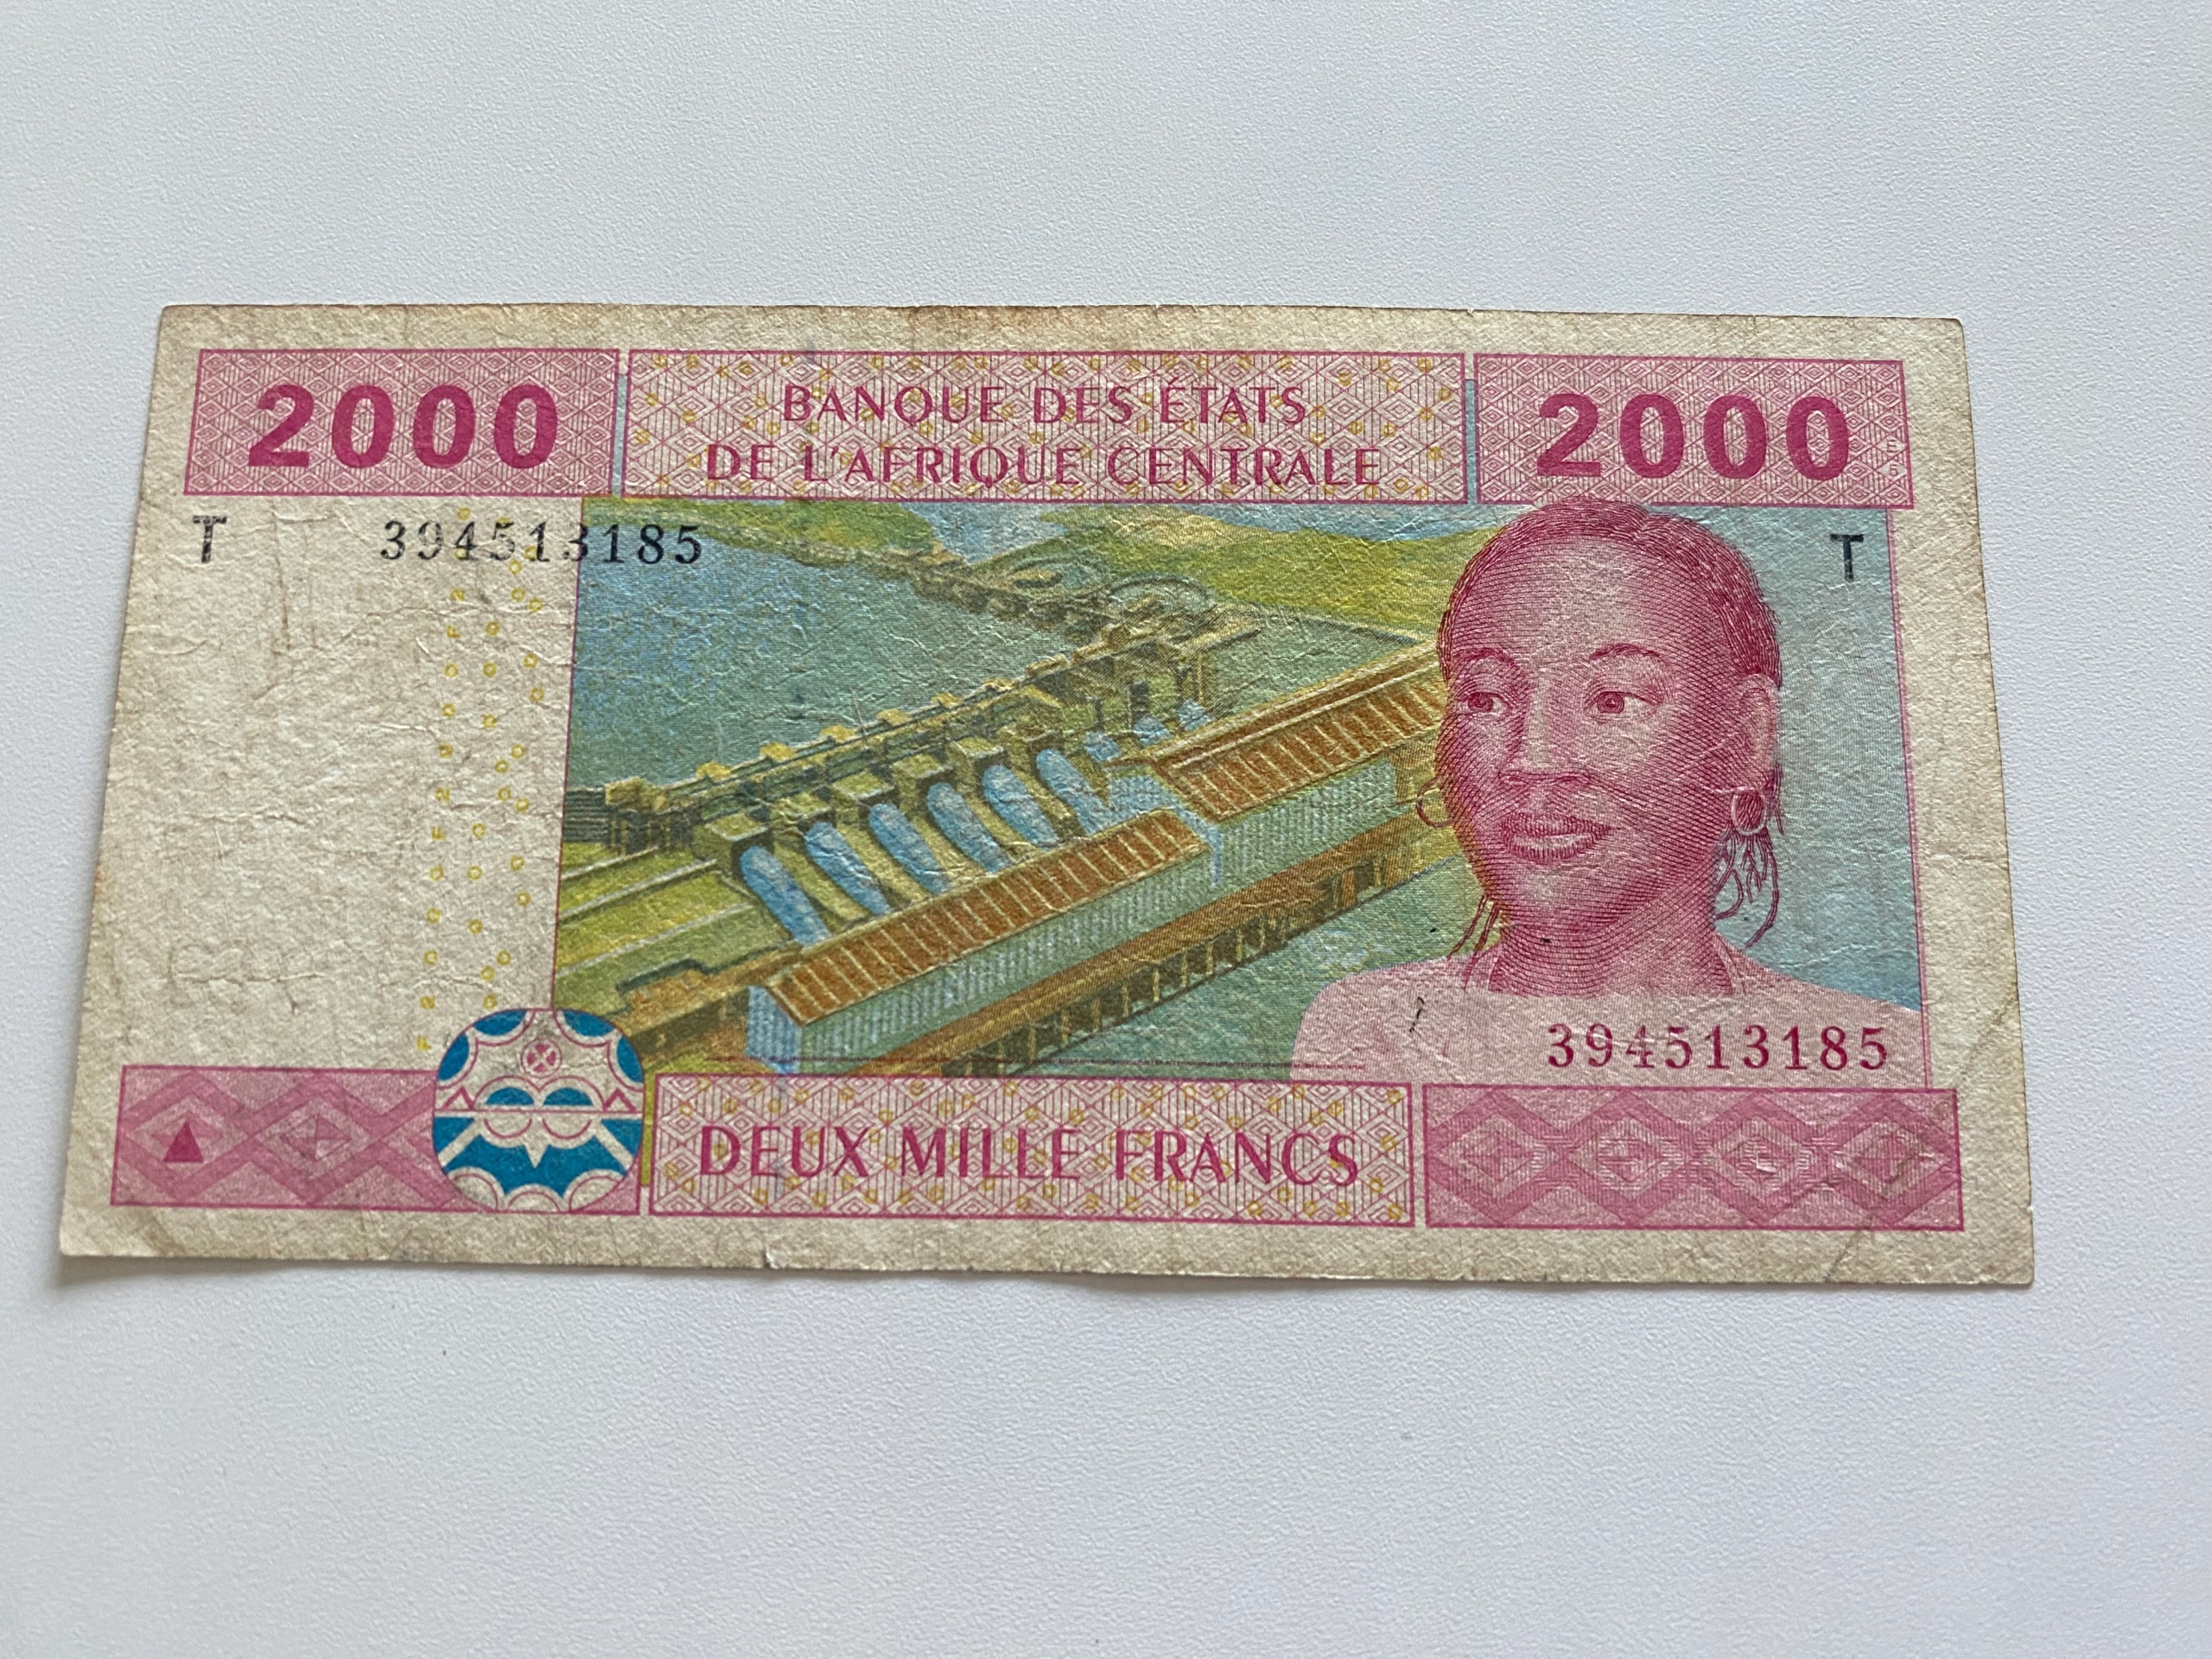 2000
BANQUE DES ÉTATS
DE L'AFRIQUE CENTRALE
2000
T 394513185
T
394513185
DEUX MILLE FRANCS